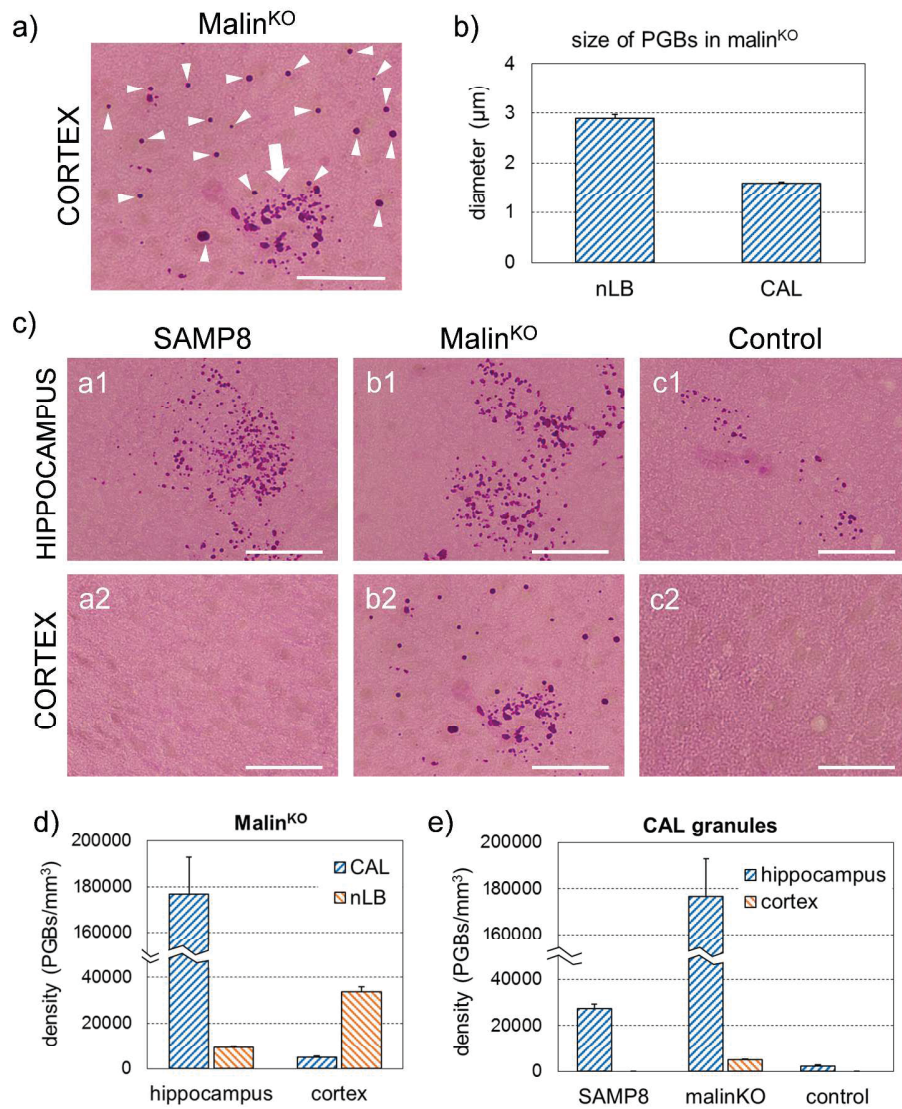 a)
Malin^KO
CORTEX
b)
size of PGBs in malin^KO
diameter (µm)
4
3
2
1
0
nLB CAL
c)
SAMP8 Malin^KO Control
HIPPOCAMPUS
a1 b1 c1
CORTEX
a2 b2 c2
d)
Malin^KO
density (PGBs/mm³)
200000
180000
160000
40000
20000
0
CAL
nLB
hippocampus cortex
e)
CAL granules
density (PGBs/mm³)
200000
180000
160000
40000
20000
0
hippocampus
cortex
SAMP8 malinKO control